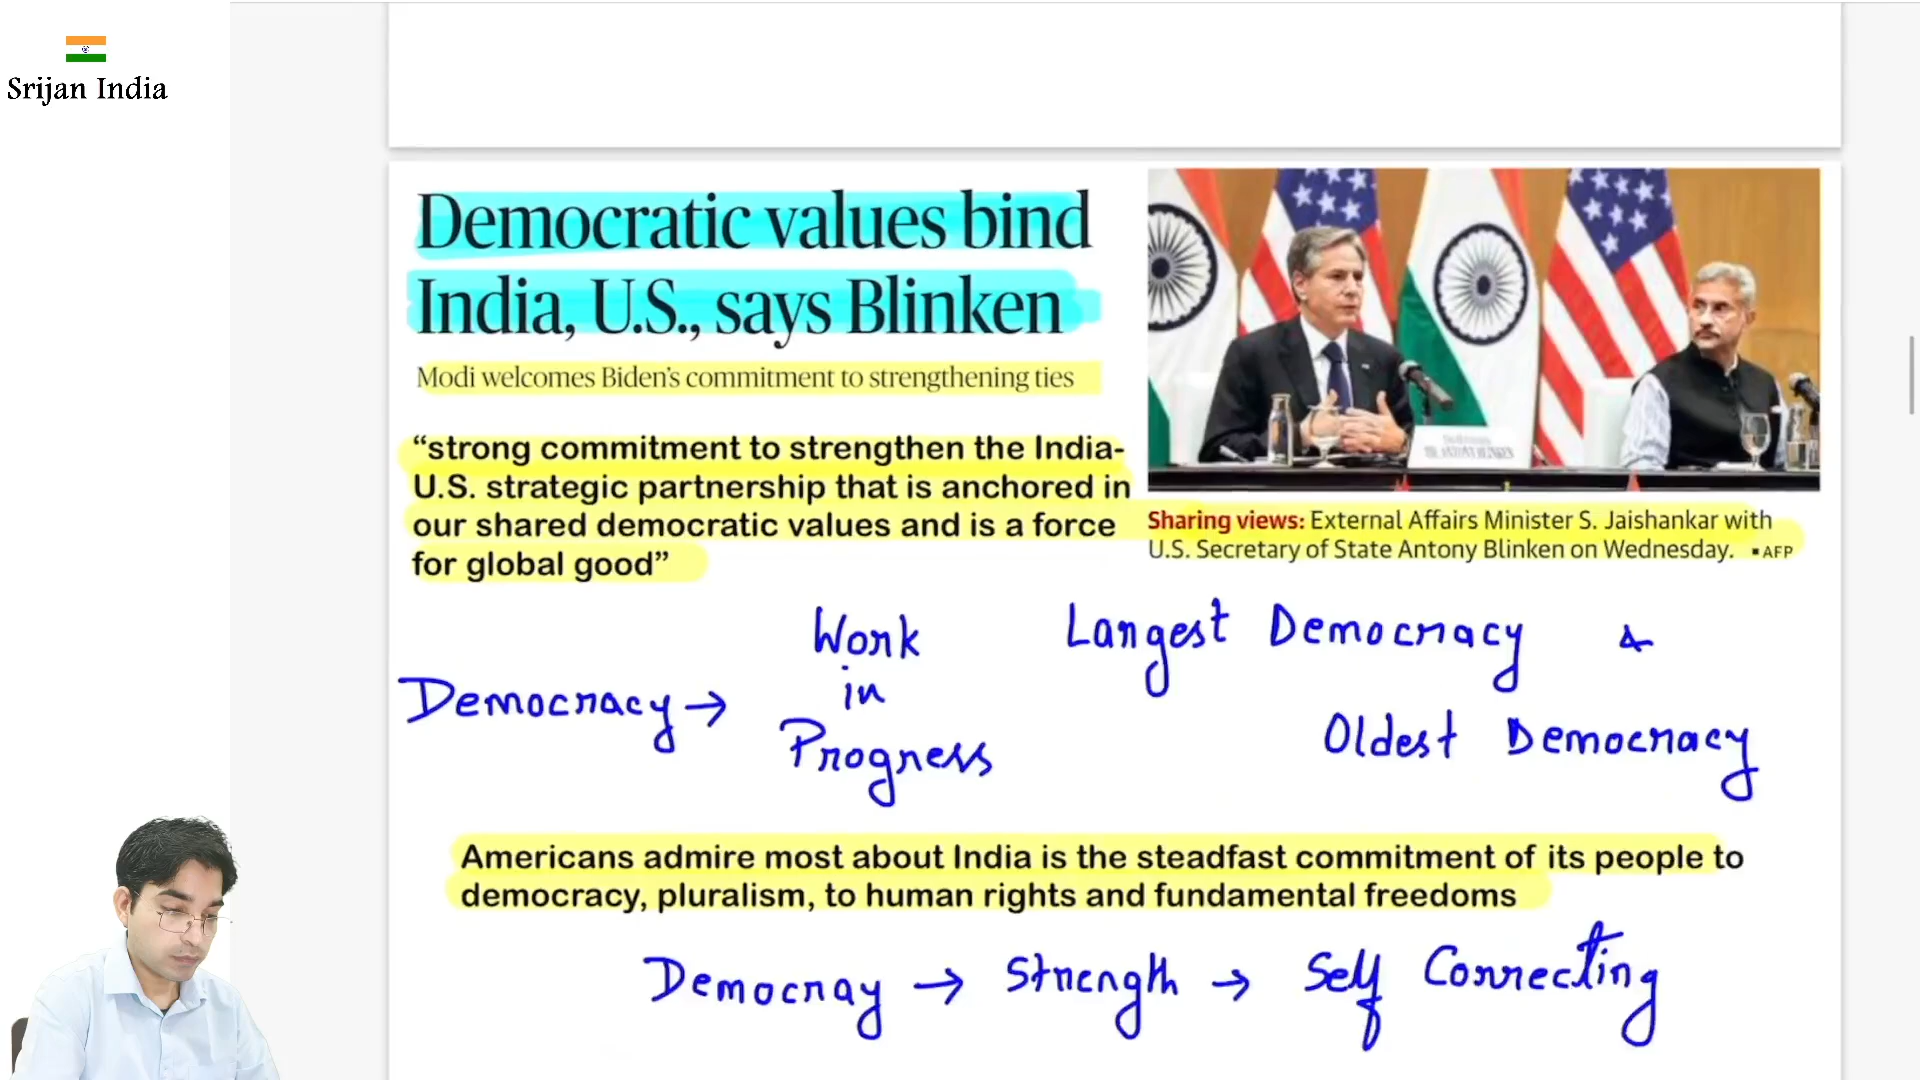 Srijan India
Democratic values bind
India, U.S., says Blinken
Modi welcomes Biden's commitment to strengthening ties
“strong commitment to strengthen the India-
U.S. strategic partnership that is anchored in
our shared democratic values and is a force
for global good”
Sharing views: External Affairs Minister S. Jaishankar with
U.S. Secretary of State Antony Blinken on Wednesday. ▪AFP
Democracy →
Work
in
Progress
Largest Democracy &
Oldest Democracy
Americans admire most about India is the steadfast commitment of its people to
democracy, pluralism, to human rights and fundamental freedoms
Democray → Strength → Self Correcting